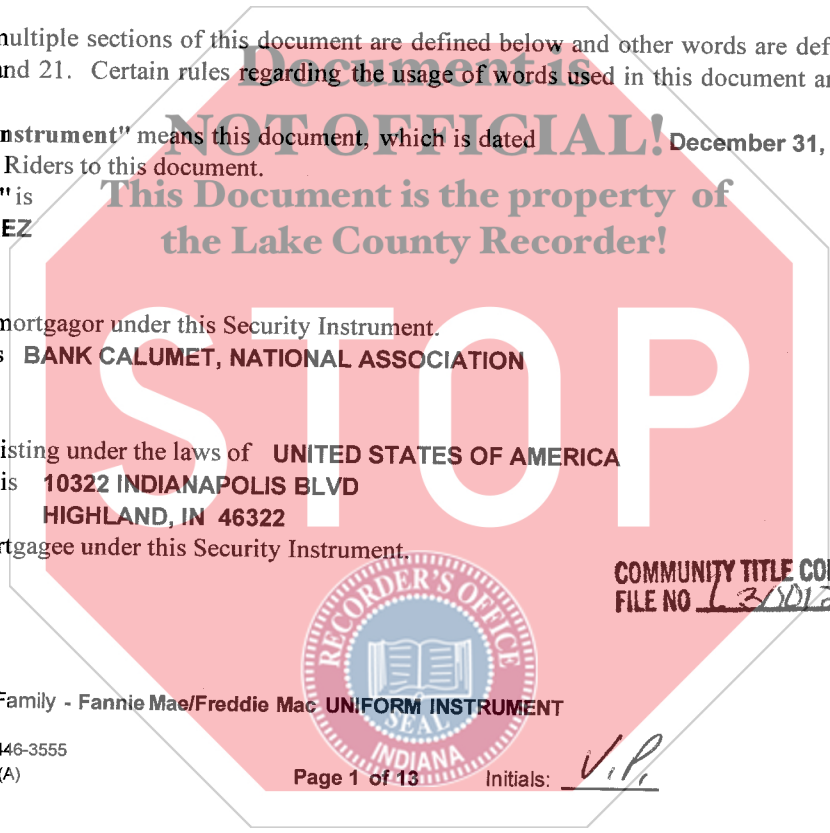 multiple sections of this document are defined below and other words are def
and 21. Certain rules regarding the usage of words used in this document ar
Document is
NOT OFFICIAL!
nstrument" means this document, which is dated December 31,
Riders to this document.
This Document is the property of
" is
EZ
the Lake County Recorder!
mortgagor under this Security Instrument.
s BANK CALUMET, NATIONAL ASSOCIATION
STOP
isting under the laws of UNITED STATES OF AMERICA
is 10322 INDIANAPOLIS BLVD
HIGHLAND, IN 46322
rtgagee under this Security Instrument.
COMMUNITY TITLE CO
FILE NO
RECORDER'S OFFICE
SEAL
INDIANA
Family - Fannie Mae/Freddie Mac UNIFORM INSTRUMENT
446-3555
(A)
Page 1 of 13
Initials: V.P.